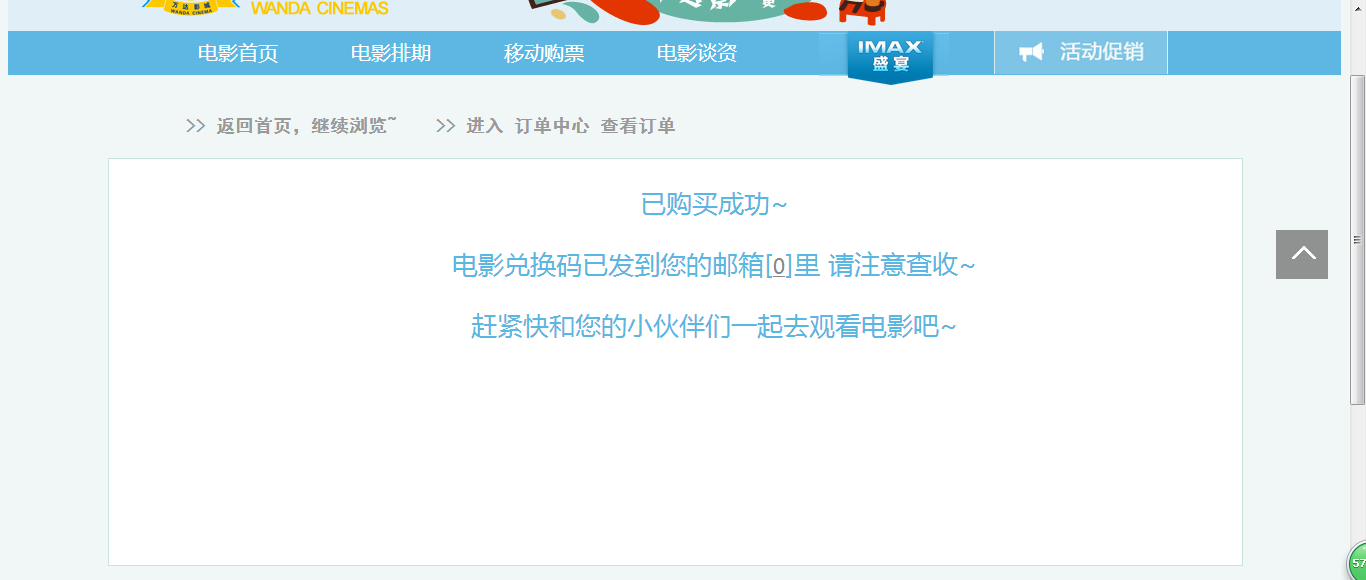 万达影城
WANDA CINEMA
WANDA CINEMAS
电影首页 电影排期 移动购票 电影谈资 IMAX 盛宴 活动促销
>> 返回首页，继续浏览~ >> 进入 订单中心 查看订单
已购买成功~
电影兑换码已发到您的邮箱[0]里 请注意查收~
赶紧快和您的小伙伴们一起去观看电影吧~
57